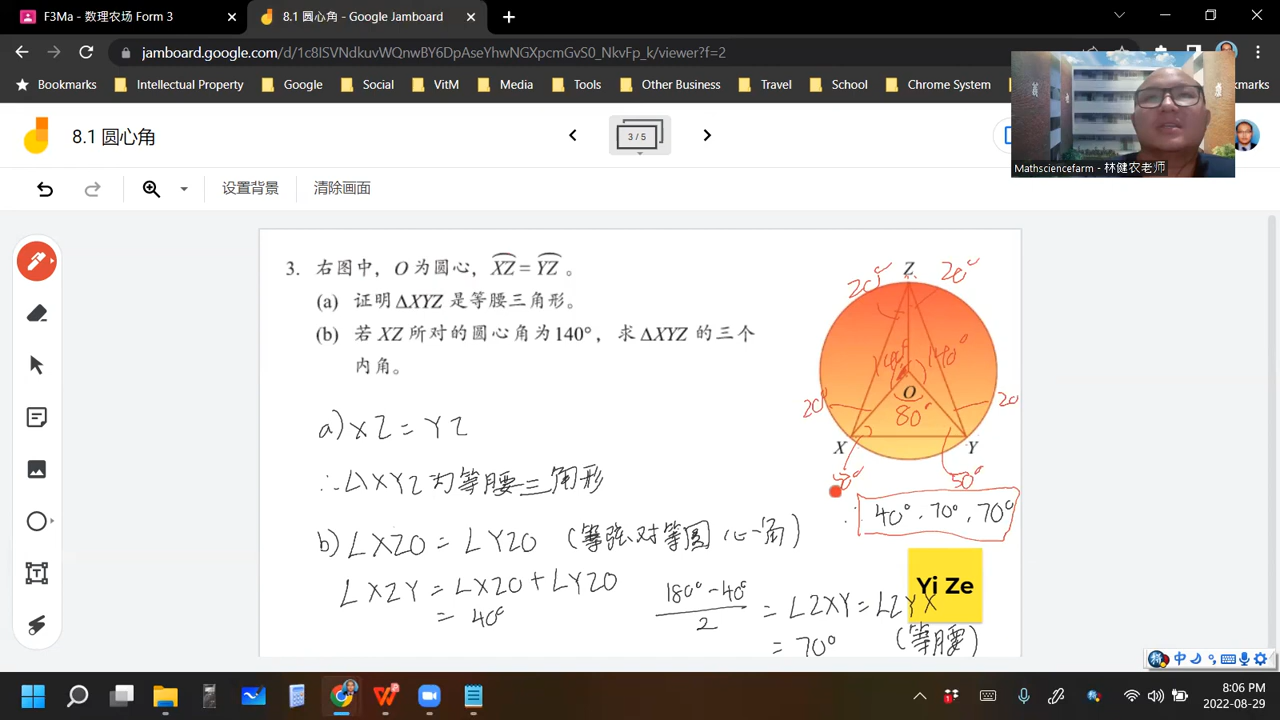 F3Ma - 数理农场 Form 3
8.1 圆心角 - Google Jamboard
jamboard.google.com/d/1c8ISVNdkuvWQnwBY6DpAseYhwNGXpcmGvS0_NkvFp_k/viewer?f=2
Bookmarks
Intellectual Property
Google
Social
VitM
Media
Tools
Other Business
Travel
School
Chrome System
Bookmarks
8.1 圆心角
3 / 5
Mathsciencefarm - 林健农老师
设置背景
清除画面
3. 右图中，O 为圆心，XZ = YZ 。
(a) 证明 ΔXYZ 是等腰三角形。
(b) 若 XZ 所对的圆心角为 140°，求 ΔXYZ 的三个
内角。
Z
20°
20°
140°
140°
O
80°
20°
20
X
Y
50°
50°
∴ 40°, 70°, 70°
a) XZ = YZ
∴ △XYZ 为等腰三角形
b) ∠XZO = ∠YZO (等弦对等圆心角)
∠XZY = ∠XZO + ∠YZO
= 40°
180° - 40°
2
= ∠ZXY = ∠ZYX
= 70° (等腰)
Yi Ze
中
8:06 PM
2022-08-29